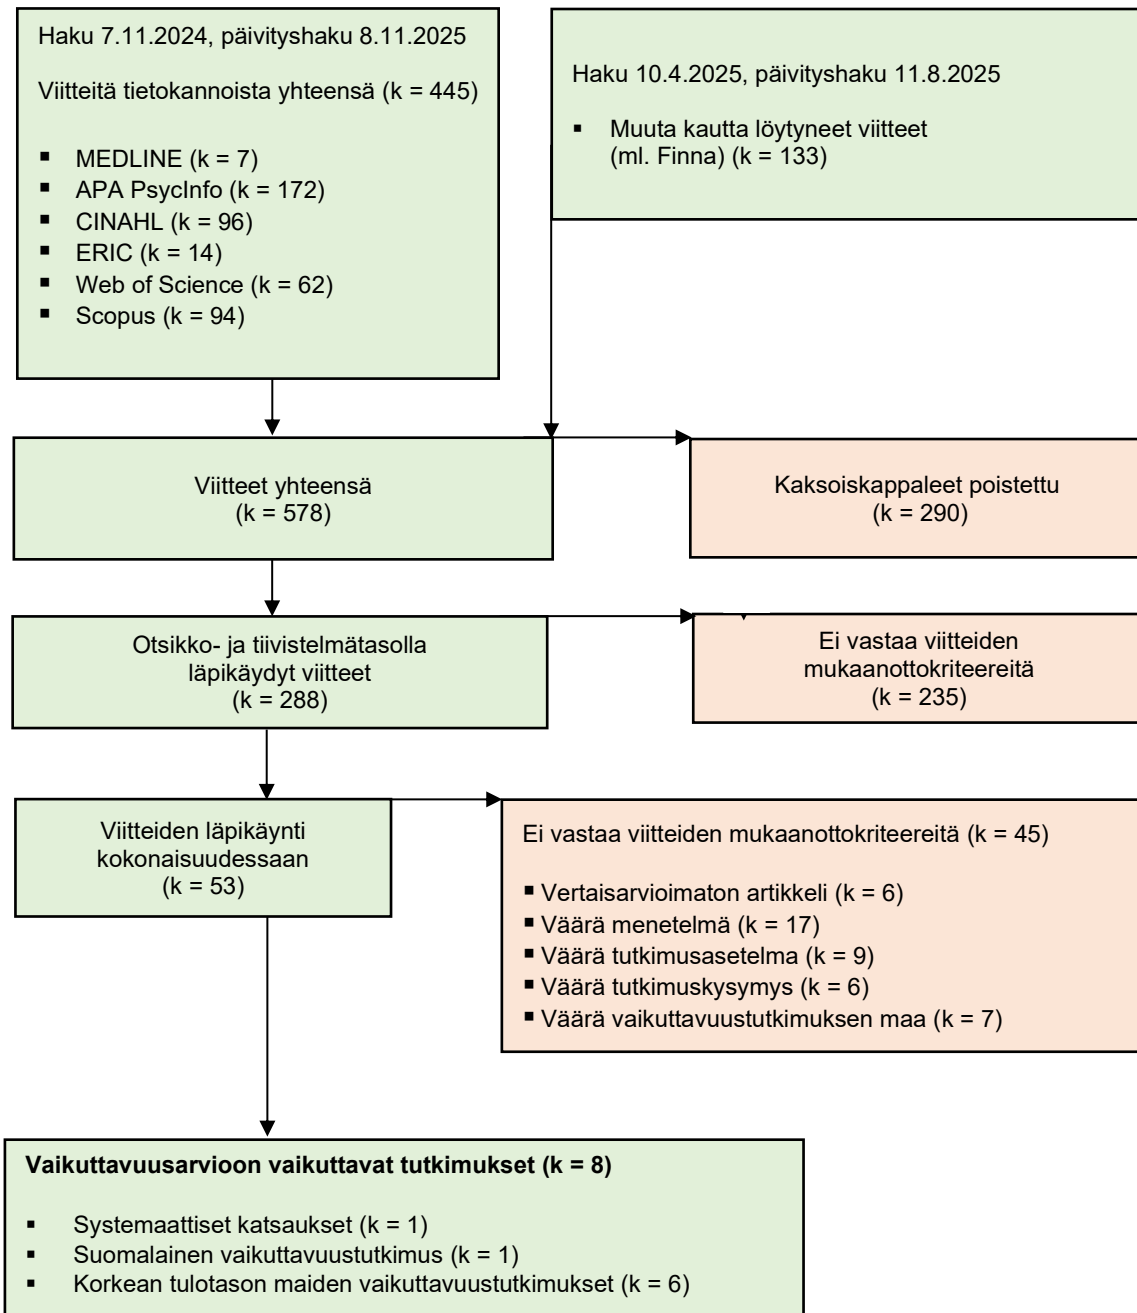 Haku 7.11.2024, päivityshaku 8.11.2025
Viitteitä tietokannoista yhteensä (k = 445)
▪ MEDLINE (k = 7)
▪ APA PsycInfo (k = 172)
▪ CINAHL (k = 96)
▪ ERIC (k = 14)
▪ Web of Science (k = 62)
▪ Scopus (k = 94)
Haku 10.4.2025, päivityshaku 11.8.2025
▪ Muuta kautta löytyneet viitteet
(ml. Finna) (k = 133)
Viitteet yhteensä
(k = 578)
Kaksoiskappaleet poistettu
(k = 290)
Otsikko- ja tiivistelmätasolla
läpikäydyt viitteet
(k = 288)
Ei vastaa viitteiden
mukaanottokriteereitä
(k = 235)
Viitteiden läpikäynti
kokonaisuudessaan
(k = 53)
Ei vastaa viitteiden mukaanottokriteereitä (k = 45)
▪ Vertaisarvioimaton artikkeli (k = 6)
▪ Väärä menetelmä (k = 17)
▪ Väärä tutkimusasetelma (k = 9)
▪ Väärä tutkimuskysymys (k = 6)
▪ Väärä vaikuttavuustutkimuksen maa (k = 7)
Vaikuttavuusarvioon vaikuttavat tutkimukset (k = 8)
▪ Systemaattiset katsaukset (k = 1)
▪ Suomalainen vaikuttavuustutkimus (k = 1)
▪ Korkean tulotason maiden vaikuttavuustutkimukset (k = 6)